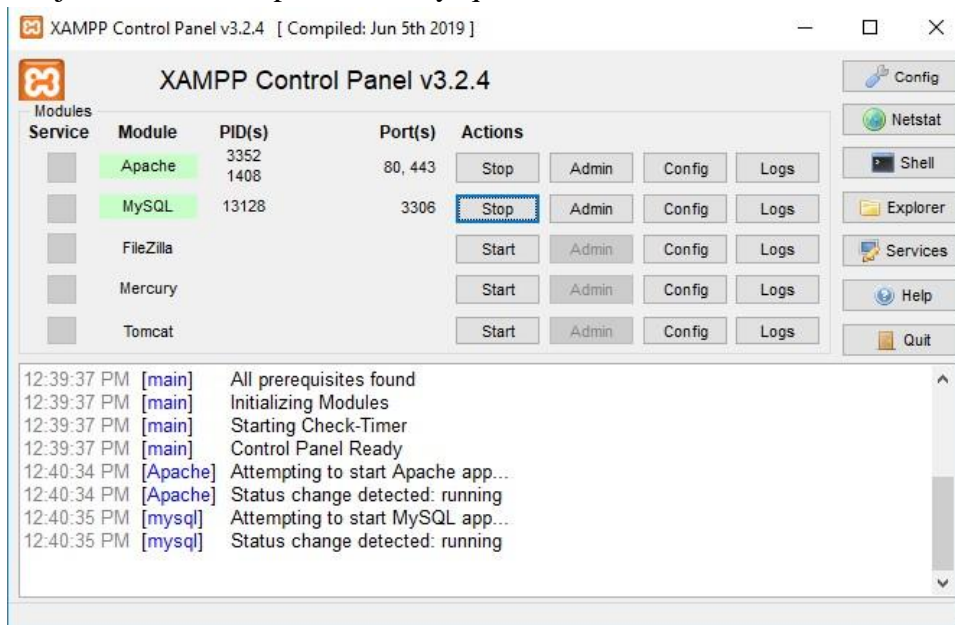 XAMPP Control Panel v3.2.4 [ Compiled: Jun 5th 2019 ]
XAMPP Control Panel v3.2.4
Config
Modules
Service Module PID(s) Port(s) Actions
Netstat
Apache 3352 1408 80, 443 Stop Admin Config Logs
Shell
MySQL 13128 3306 Stop Admin Config Logs
Explorer
FileZilla Start Admin Config Logs
Services
Mercury Start Admin Config Logs
Help
Tomcat Start Admin Config Logs
Quit
12:39:37 PM [main] All prerequisites found
12:39:37 PM [main] Initializing Modules
12:39:37 PM [main] Starting Check-Timer
12:39:37 PM [main] Control Panel Ready
12:40:34 PM [Apache] Attempting to start Apache app...
12:40:34 PM [Apache] Status change detected: running
12:40:35 PM [mysql] Attempting to start MySQL app...
12:40:35 PM [mysql] Status change detected: running